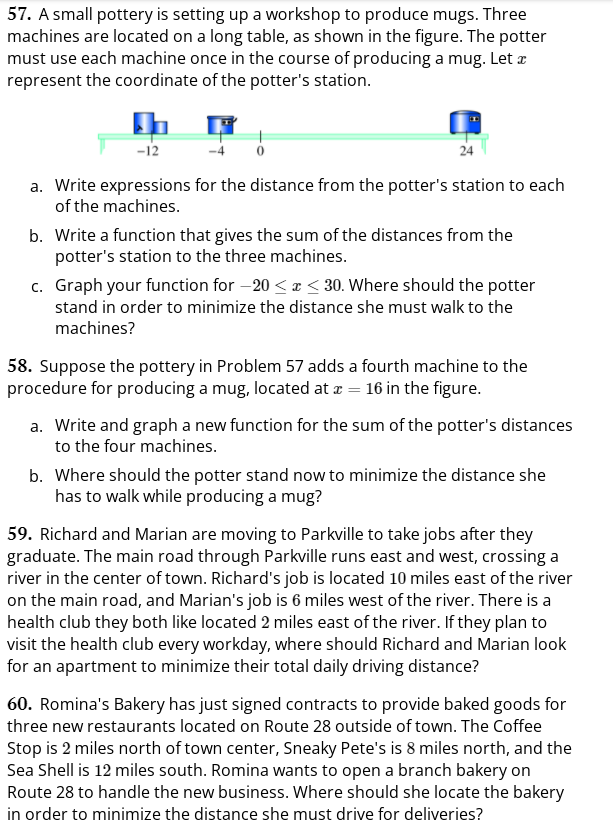 57. A small pottery is setting up a workshop to produce mugs. Three
machines are located on a long table, as shown in the figure. The potter
must use each machine once in the course of producing a mug. Let x
represent the coordinate of the potter's station.
−12 −4 0 24
a. Write expressions for the distance from the potter's station to each
of the machines.
b. Write a function that gives the sum of the distances from the
potter's station to the three machines.
c. Graph your function for −20 ≤ x ≤ 30. Where should the potter
stand in order to minimize the distance she must walk to the
machines?
58. Suppose the pottery in Problem 57 adds a fourth machine to the
procedure for producing a mug, located at x = 16 in the figure.
a. Write and graph a new function for the sum of the potter's distances
to the four machines.
b. Where should the potter stand now to minimize the distance she
has to walk while producing a mug?
59. Richard and Marian are moving to Parkville to take jobs after they
graduate. The main road through Parkville runs east and west, crossing a
river in the center of town. Richard's job is located 10 miles east of the river
on the main road, and Marian's job is 6 miles west of the river. There is a
health club they both like located 2 miles east of the river. If they plan to
visit the health club every workday, where should Richard and Marian look
for an apartment to minimize their total daily driving distance?
60. Romina's Bakery has just signed contracts to provide baked goods for
three new restaurants located on Route 28 outside of town. The Coffee
Stop is 2 miles north of town center, Sneaky Pete's is 8 miles north, and the
Sea Shell is 12 miles south. Romina wants to open a branch bakery on
Route 28 to handle the new business. Where should she locate the bakery
in order to minimize the distance she must drive for deliveries?